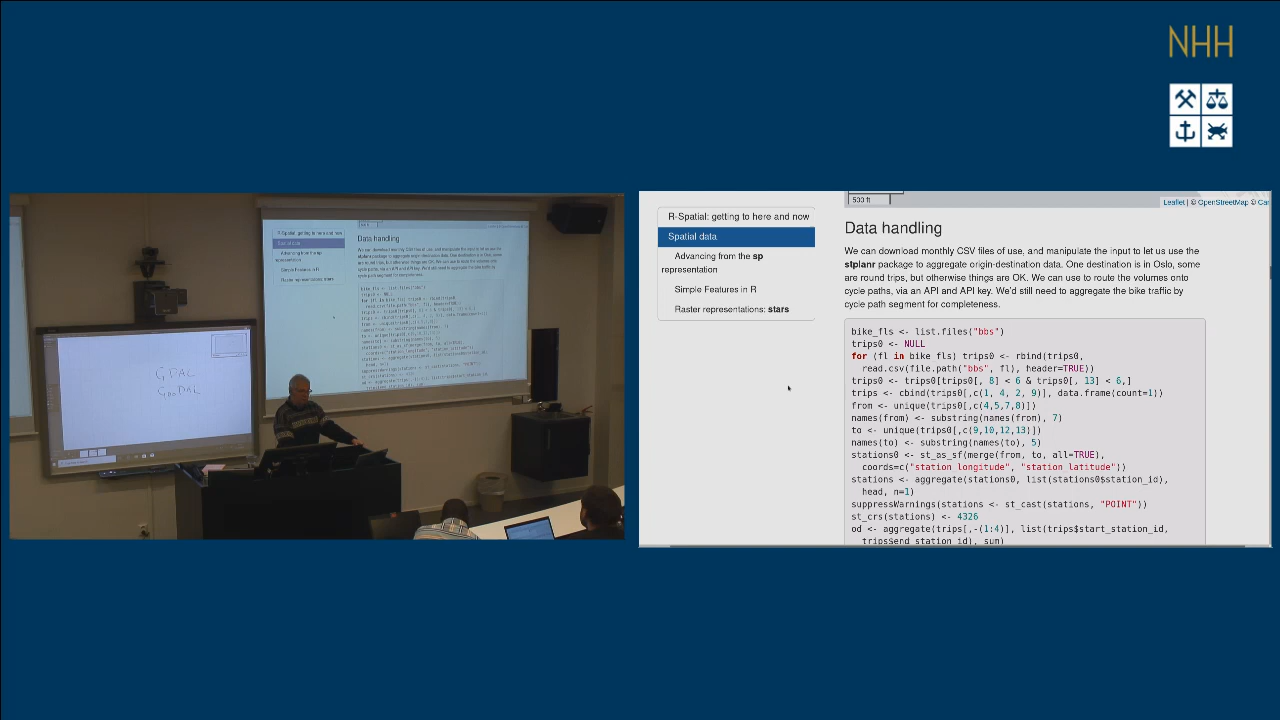 NHH
GDAL
GooDAL
R-Spatial: getting to here and now
Spatial data
Advancing from the sp
representation
Simple Features in R
Raster representations: stars
500 ft
Leaflet | © OpenStreetMap © Car
Data handling
We can download monthly CSV files of use, and manipulate the input to let us use the
stplanr package to aggregate origin-destination data. One destination is in Oslo, some
are round trips, but otherwise things are OK. We can use to route the volumes onto
cycle paths, via an API and API key. We'd still need to aggregate the bike traffic by
cycle path segment for completeness.
bike_fls <- list.files("bbs")
trips0 <- NULL
for (fl in bike_fls) trips0 <- rbind(trips0,
read.csv(file.path("bbs", fl), header=TRUE))
trips0 <- trips0[trips0[, 8] < 6 & trips0[, 13] < 6,]
trips <- cbind(trips0[,c(1, 4, 2, 9)], data.frame(count=1))
from <- unique(trips0[,c(4,5,7,8)])
names(from) <- substring(names(from), 7)
to <- unique(trips0[,c(9,10,12,13)])
names(to) <- substring(names(to), 5)
stations0 <- st_as_sf(merge(from, to, all=TRUE),
coords=c("station_longitude", "station_latitude"))
stations <- aggregate(stations0, list(stations0$station_id),
head, n=1)
suppressWarnings(stations <- st_cast(stations, "POINT"))
st_crs(stations) <- 4326
od <- aggregate(trips[,-(1:4)], list(trips$start_station_id,
trips$end_station_id), sum)